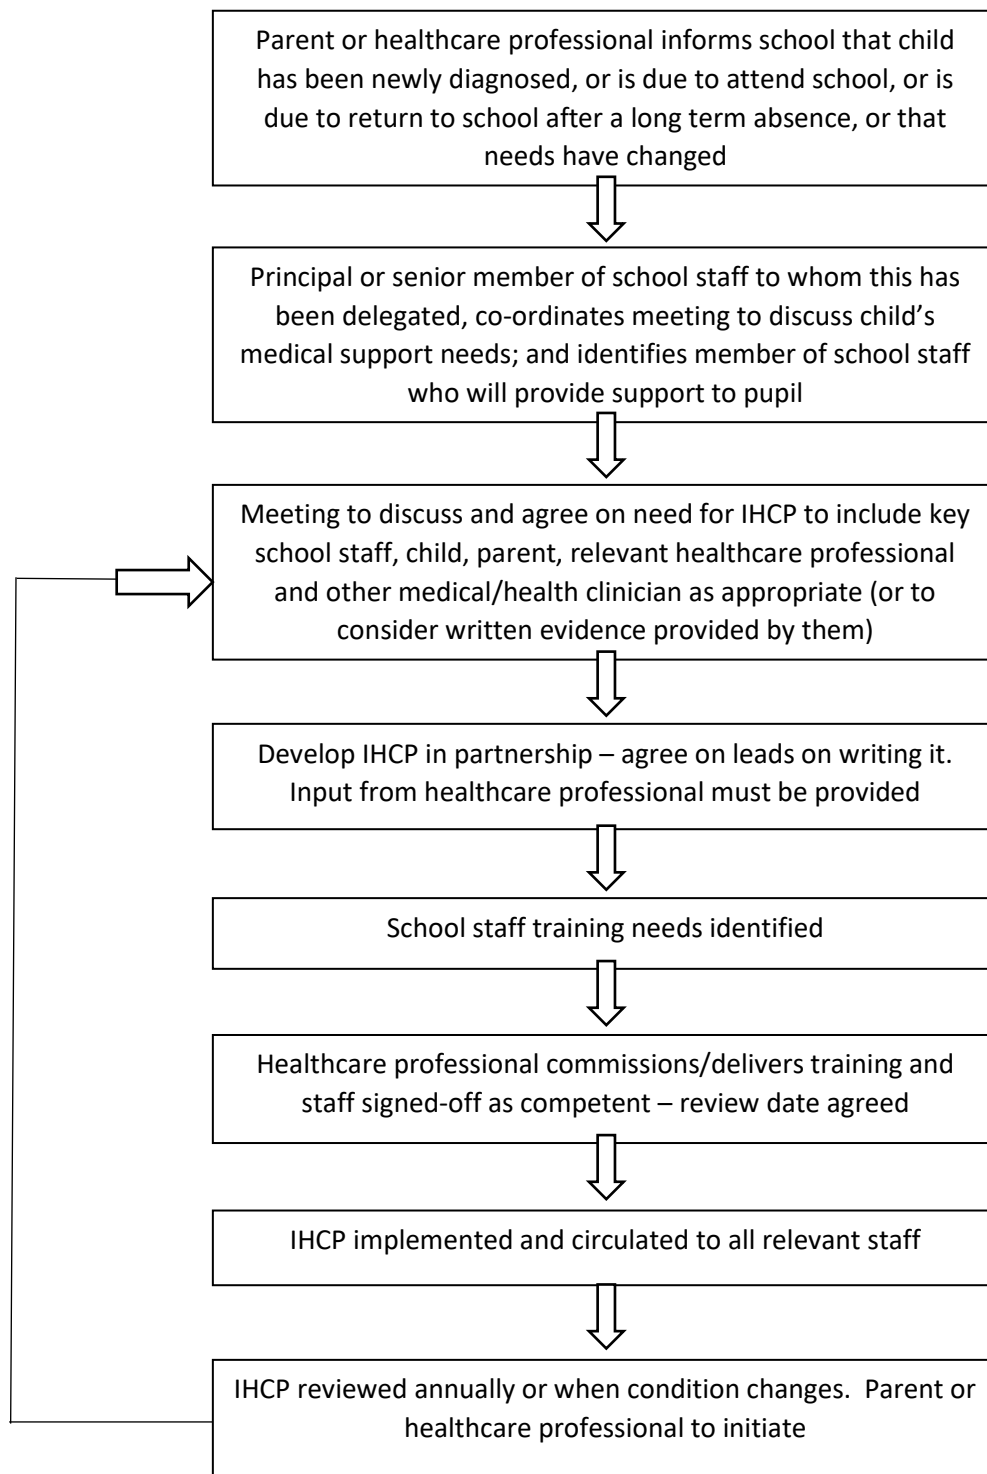 Parent or healthcare professional informs school that child
has been newly diagnosed, or is due to attend school, or is
due to return to school after a long term absence, or that
needs have changed
Principal or senior member of school staff to whom this has
been delegated, co-ordinates meeting to discuss child’s
medical support needs; and identifies member of school staff
who will provide support to pupil
Meeting to discuss and agree on need for IHCP to include key
school staff, child, parent, relevant healthcare professional
and other medical/health clinician as appropriate (or to
consider written evidence provided by them)
Develop IHCP in partnership – agree on leads on writing it.
Input from healthcare professional must be provided
School staff training needs identified
Healthcare professional commissions/delivers training and
staff signed-off as competent – review date agreed
IHCP implemented and circulated to all relevant staff
IHCP reviewed annually or when condition changes.  Parent or
healthcare professional to initiate